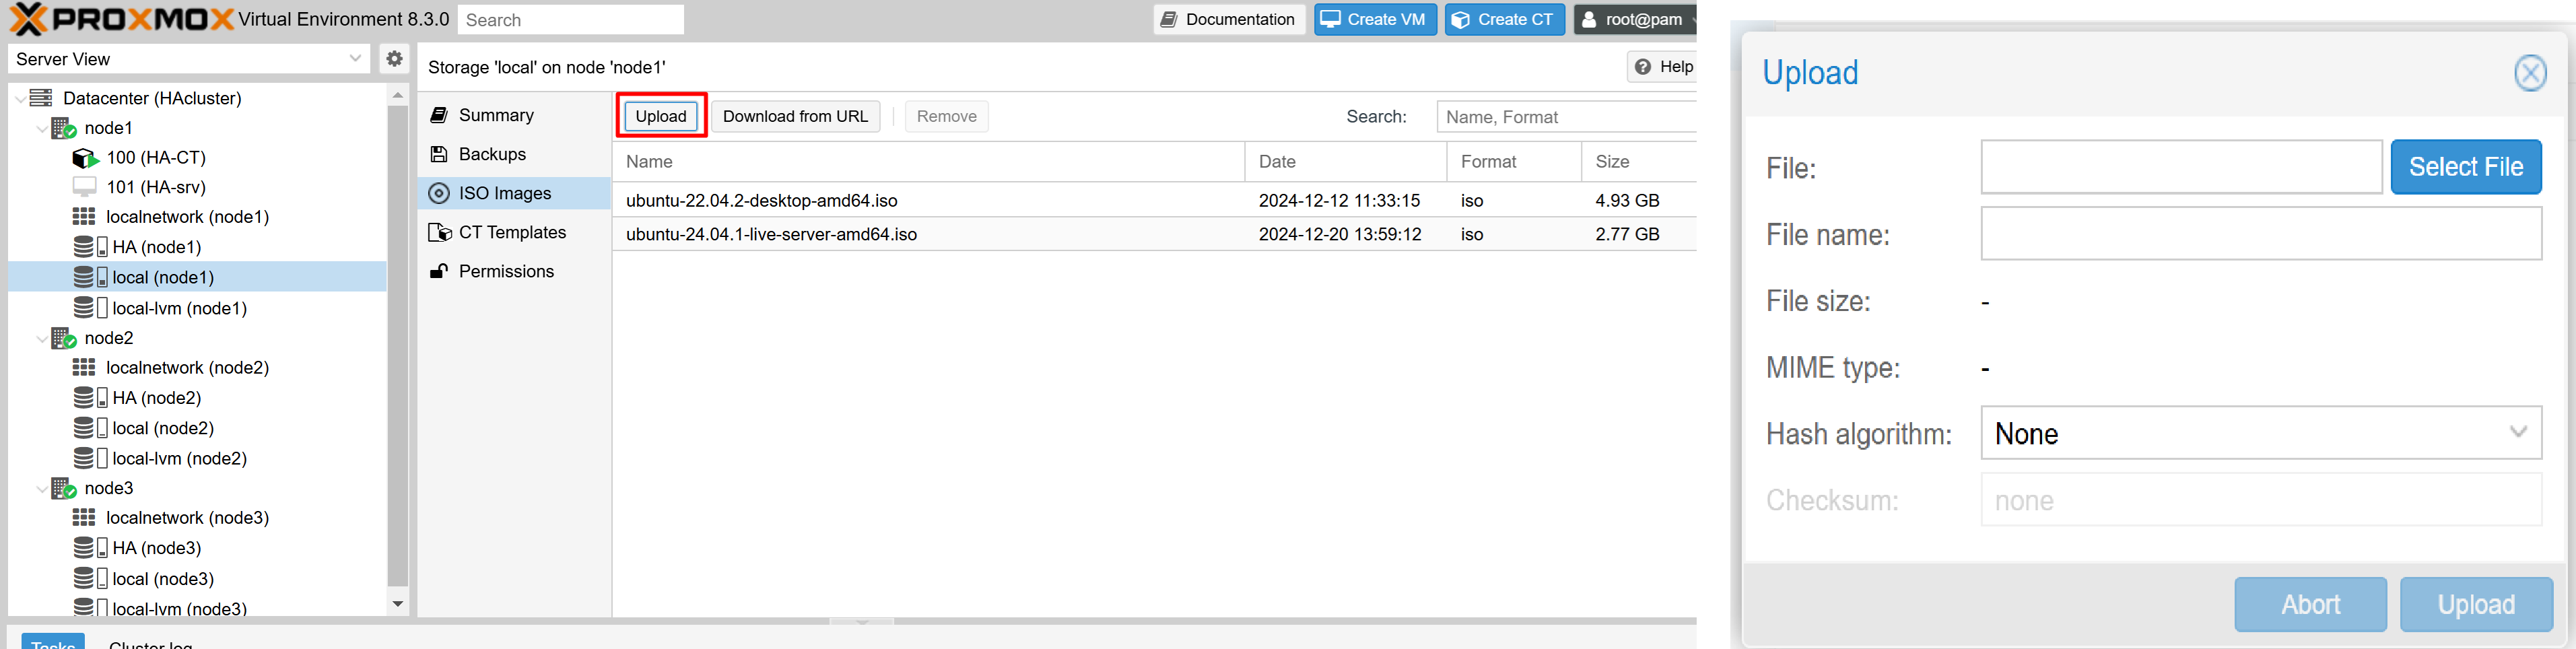 PROXMOX Virtual Environment 8.3.0 Search
Documentation Create VM Create CT root@pam
Server View
Datacenter (HAcluster)
node1
100 (HA-CT)
101 (HA-srv)
localnetwork (node1)
HA (node1)
local (node1)
local-lvm (node1)
node2
localnetwork (node2)
HA (node2)
local (node2)
local-lvm (node2)
node3
localnetwork (node3)
HA (node3)
local (node3)
local-lvm (node3)
Storage 'local' on node 'node1'
Help
Summary
Backups
ISO Images
CT Templates
Permissions
Upload Download from URL Remove Search: Name, Format
Name Date Format Size
ubuntu-22.04.2-desktop-amd64.iso 2024-12-12 11:33:15 iso 4.93 GB
ubuntu-24.04.1-live-server-amd64.iso 2024-12-20 13:59:12 iso 2.77 GB
Tasks Cluster log
Upload
File: Select File
File name:
File size: -
MIME type: -
Hash algorithm: None
Checksum: none
Abort Upload